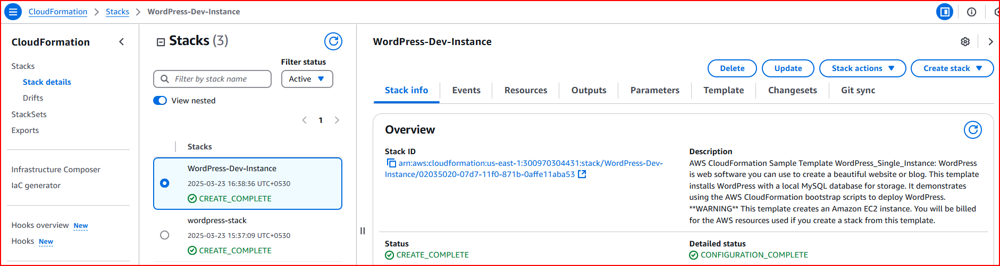 CloudFormation > Stacks > WordPress-Dev-Instance
CloudFormation
Stacks
Stack details
Drifts
StackSets
Exports
Infrastructure Composer
IaC generator
Hooks overview New
Hooks New
Stacks (3)
Filter status
Filter by stack name
Active
View nested
1
Stacks
WordPress-Dev-Instance
2025-03-23 16:38:36 UTC+0530
CREATE_COMPLETE
wordpress-stack
2025-03-23 15:37:09 UTC+0530
CREATE_COMPLETE
WordPress-Dev-Instance
Delete
Update
Stack actions
Create stack
Stack info
Events
Resources
Outputs
Parameters
Template
Changesets
Git sync
Overview
Stack ID
arn:aws:cloudformation:us-east-1:300970304431:stack/WordPress-Dev-
Instance/02035020-07d7-11f0-871b-0affe11aba53
Description
AWS CloudFormation Sample Template WordPress_Single_Instance: WordPress
is web software you can use to create a beautiful website or blog. This template
installs WordPress with a local MySQL database for storage. It demonstrates
using the AWS CloudFormation bootstrap scripts to deploy WordPress.
**WARNING** This template creates an Amazon EC2 instance. You will be billed
for the AWS resources used if you create a stack from this template.
Status
CREATE_COMPLETE
Detailed status
CONFIGURATION_COMPLETE